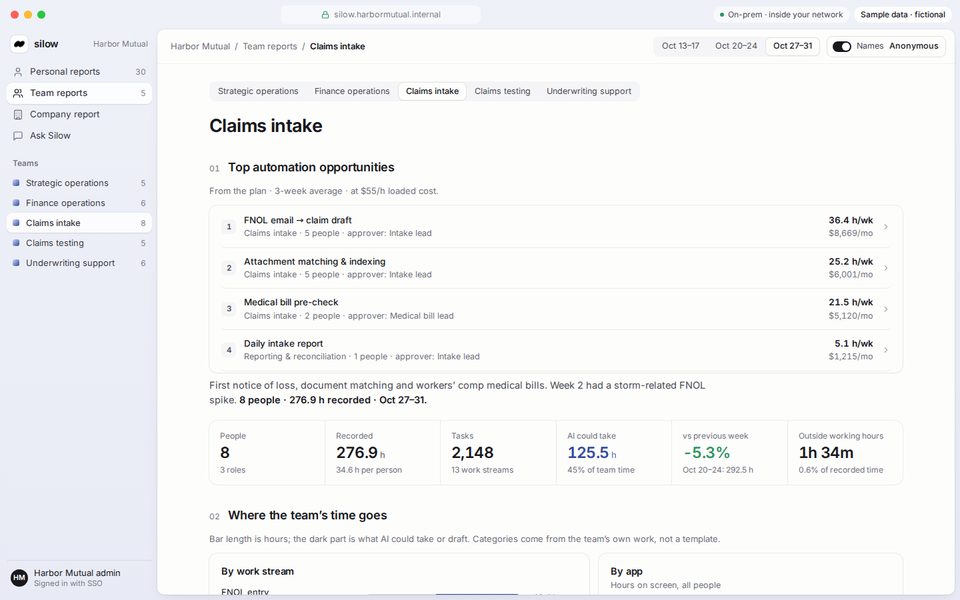 silow.harbormutual.internal
On-prem · inside your network
Sample data · fictional
silow
Harbor Mutual
Personal reports 30
Team reports 5
Company report
Ask Silow
Teams
Strategic operations 5
Finance operations 6
Claims intake 8
Claims testing 5
Underwriting support 6
HM
Harbor Mutual admin
Signed in with SSO
Harbor Mutual / Team reports / Claims intake
Oct 13–17 Oct 20–24 Oct 27–31
Names Anonymous
Strategic operations Finance operations Claims intake Claims testing Underwriting support
Claims intake
01 Top automation opportunities
From the plan · 3-week average · at $55/h loaded cost.
1 FNOL email → claim draft 36.4 h/wk
Claims intake · 5 people · approver: Intake lead $8,669/mo
2 Attachment matching & indexing 25.2 h/wk
Claims intake · 5 people · approver: Intake lead $6,001/mo
3 Medical bill pre-check 21.5 h/wk
Claims intake · 2 people · approver: Medical bill lead $5,120/mo
4 Daily intake report 5.1 h/wk
Reporting & reconciliation · 1 people · approver: Intake lead $1,215/mo
First notice of loss, document matching and workers’ comp medical bills. Week 2 had a storm-related FNOL
spike. 8 people · 276.9 h recorded · Oct 27–31.
People
8
3 roles
Recorded
276.9 h
34.6 h per person
Tasks
2,148
13 work streams
AI could take
125.5 h
45% of team time
vs previous week
-5.3%
Oct 20–24: 292.5 h
Outside working hours
1h 34m
0.6% of recorded time
02 Where the team’s time goes
Bar length is hours; the dark part is what AI could take or draft. Categories come from the team’s own work, not a template.
By work stream
FNOL entry
By app
Hours on screen, all people